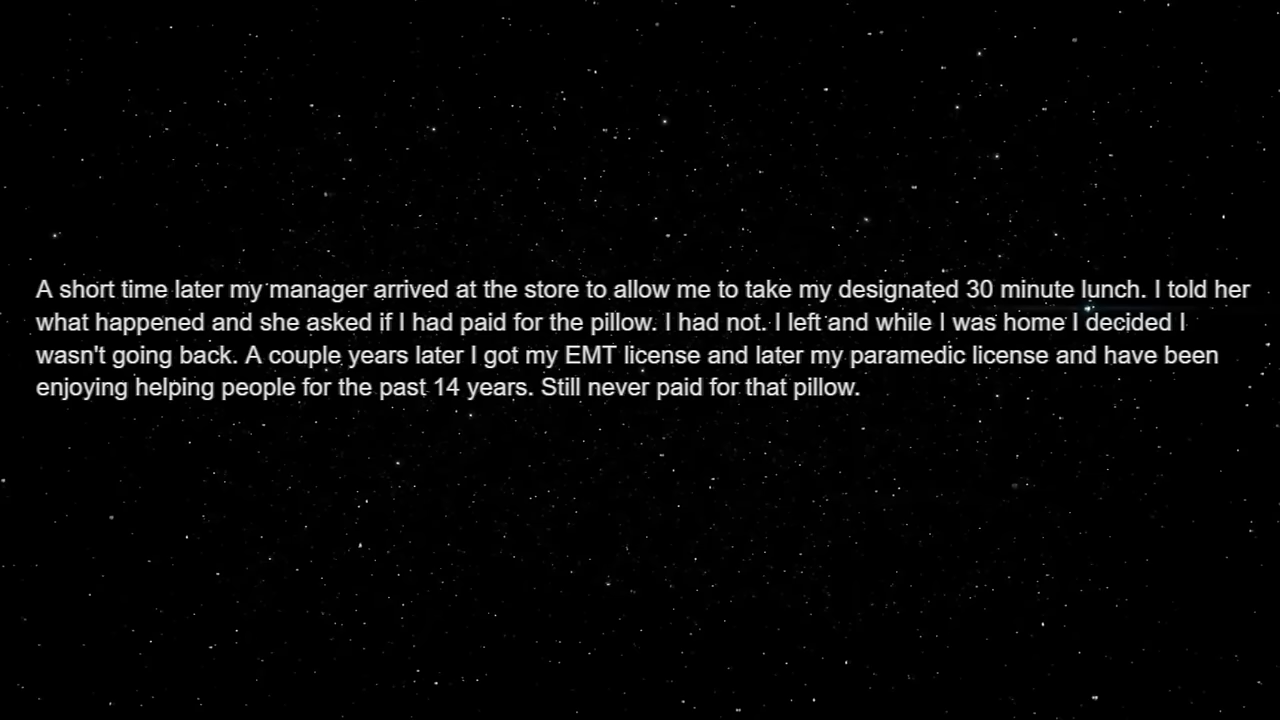 A short time later my manager arrived at the store to allow me to take my designated 30 minute lunch. I told her
what happened and she asked if I had paid for the pillow. I had not. I left and while I was home I decided I
wasn't going back. A couple years later I got my EMT license and later my paramedic license and have been
enjoying helping people for the past 14 years. Still never paid for that pillow.